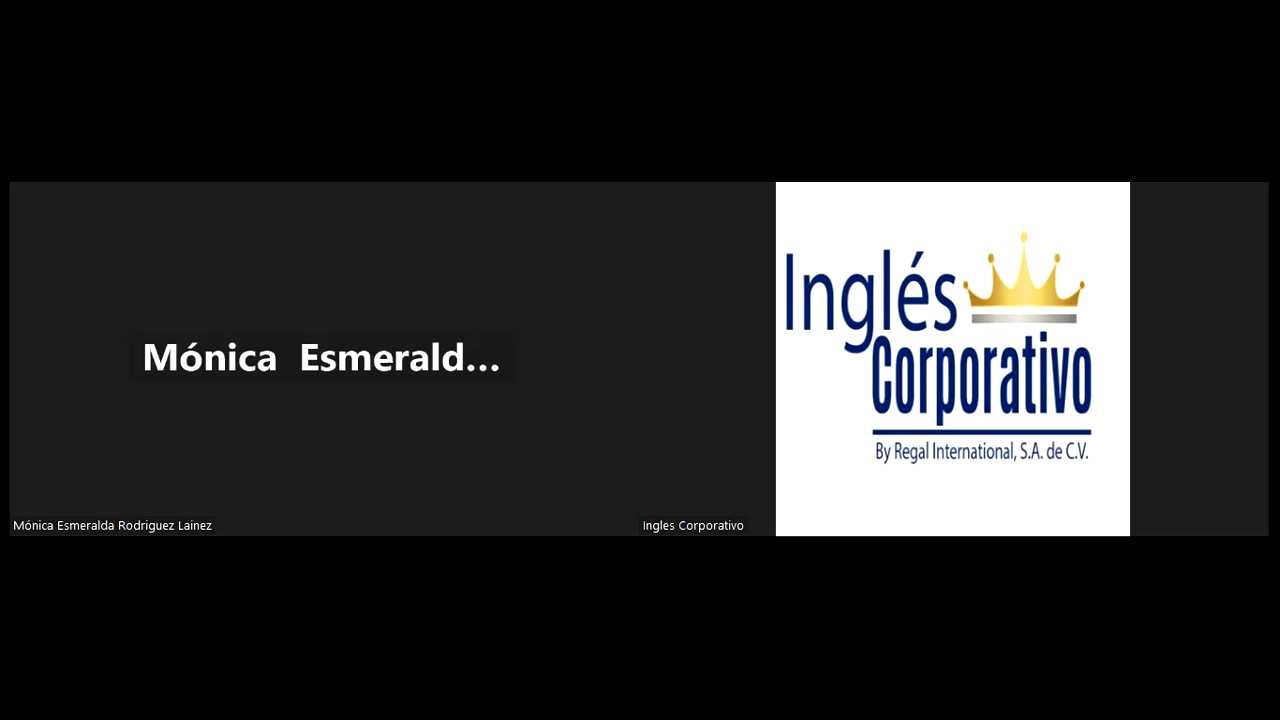 Mónica Esmerald...
Mónica Esmeralda Rodriguez Lainez
Inglés
Corporativo
By Regal International, S.A. de C.V.
Ingles Corporativo